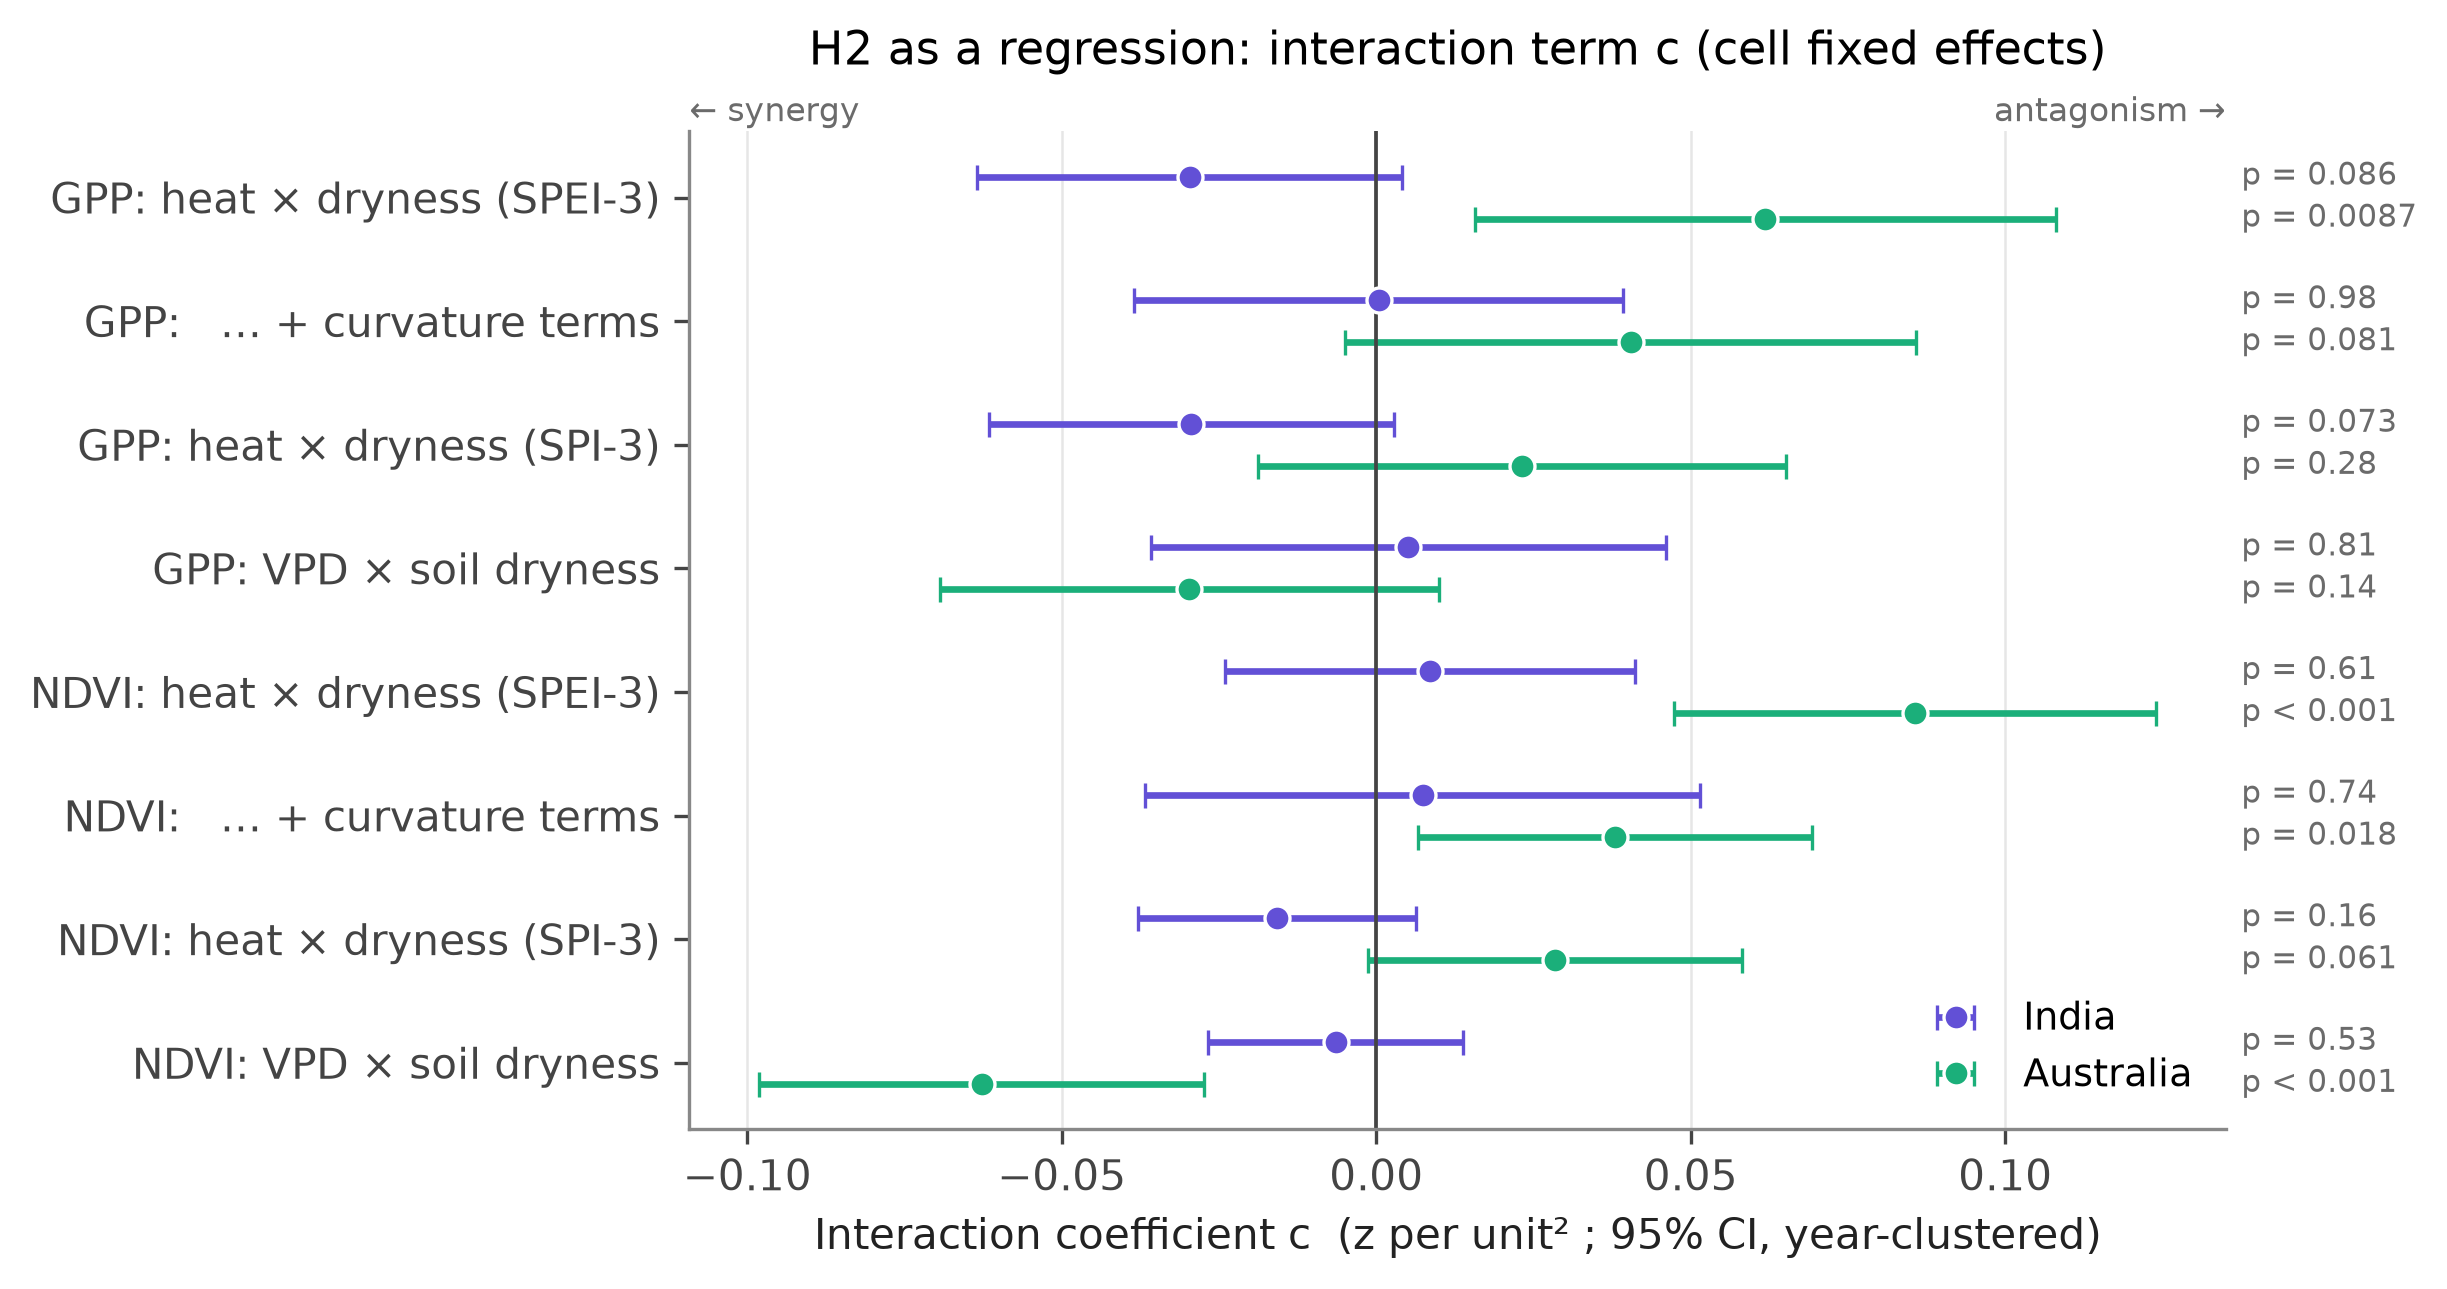 H2 as a regression: interaction term c (cell fixed effects)
← synergy
antagonism →
GPP: heat × dryness (SPEI-3)
p = 0.086
p = 0.0087
GPP:   ... + curvature terms
p = 0.98
p = 0.081
GPP: heat × dryness (SPI-3)
p = 0.073
p = 0.28
GPP: VPD × soil dryness
p = 0.81
p = 0.14
NDVI: heat × dryness (SPEI-3)
p = 0.61
p < 0.001
NDVI:   ... + curvature terms
p = 0.74
p = 0.018
NDVI: heat × dryness (SPI-3)
p = 0.16
p = 0.061
NDVI: VPD × soil dryness
p = 0.53
p < 0.001
India
Australia
−0.10
−0.05
0.00
0.05
0.10
Interaction coefficient c  (z per unit² ; 95% CI, year-clustered)